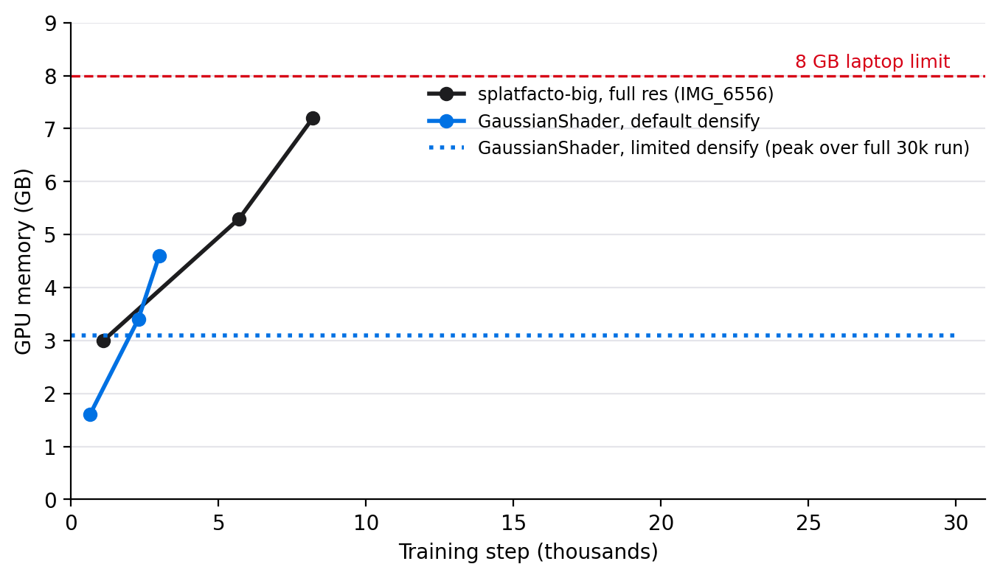 8 GB laptop limit
splatfacto-big, full res (IMG_6556)
GaussianShader, default densify
GaussianShader, limited densify (peak over full 30k run)
GPU memory (GB)
9
8
7
6
5
4
3
2
1
0
0 5 10 15 20 25 30
Training step (thousands)